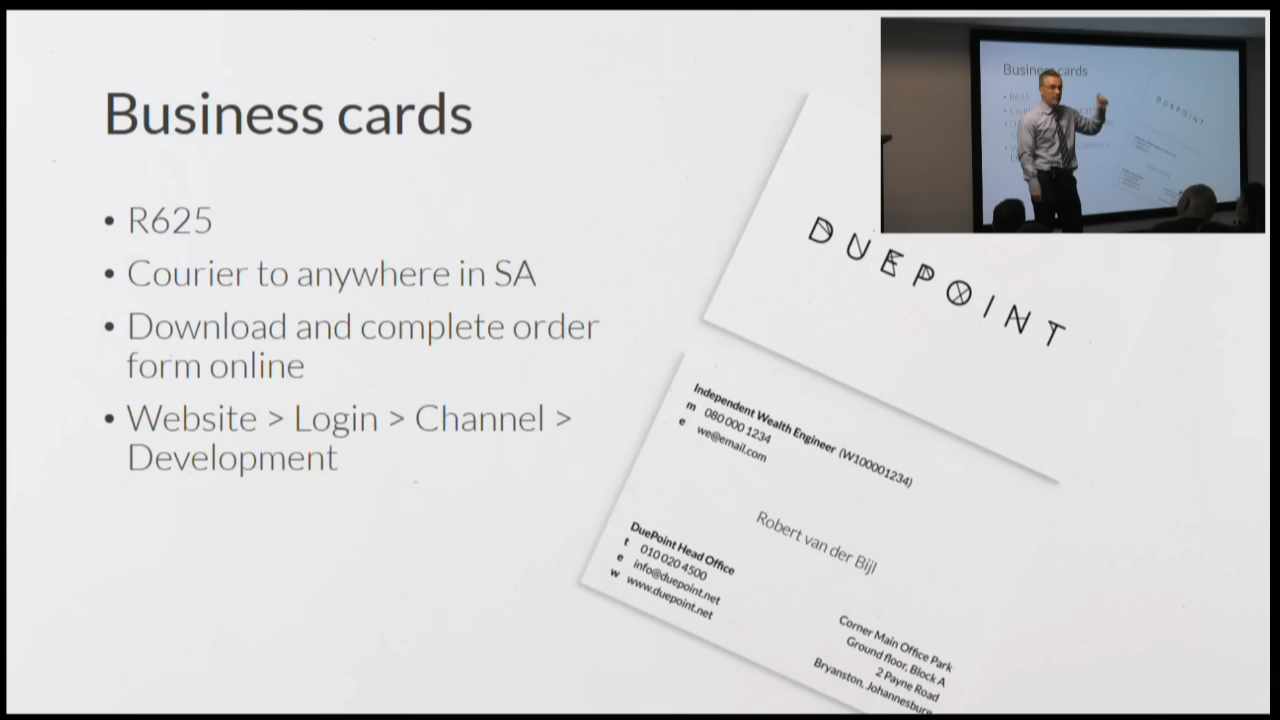 Business cards
• R625
• Courier to anywhere in SA
• Download and complete order
form online
• Website > Login > Channel >
Development
DUEPOINT
Independent Wealth Engineer (W100001234)
m 080 000 1234
e we@email.com
Robert van der Bijl
DuePoint Head Office
t 010 020 4500
e info@duepoint.net
w www.duepoint.net
Corner Main Office Park
Ground floor, Block A
2 Payne Road
Bryanston, Johannesburg
Business cards
• R625
DUEPOINT